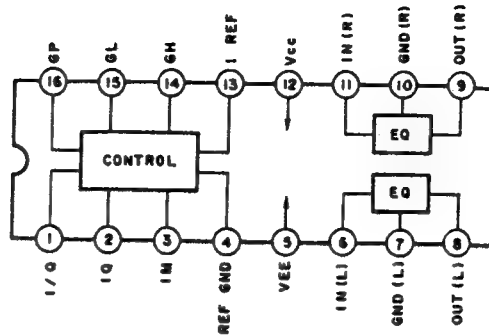 GP GL GH I REF Vcc IN(R) GND(R) OUT(R)
16 15 14 13 12 11 10 9
CONTROL EQ
EQ
1 2 3 4 5 6 7 8
I/Q IQ IM REF GND VEE IN(L) GND(L) OUT(L)